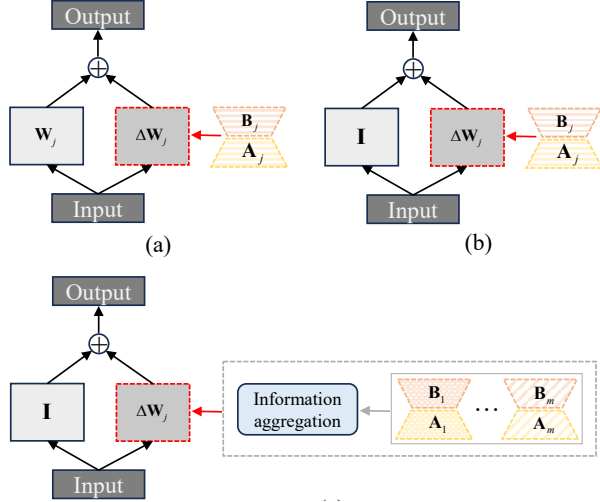 Output
W_j
ΔW_j
B_j
A_j
Input
(a)
Output
I
ΔW_j
B_j
A_j
Input
(b)
Output
I
ΔW_j
Information
aggregation
B_1
A_1
...
B_m
A_m
Input